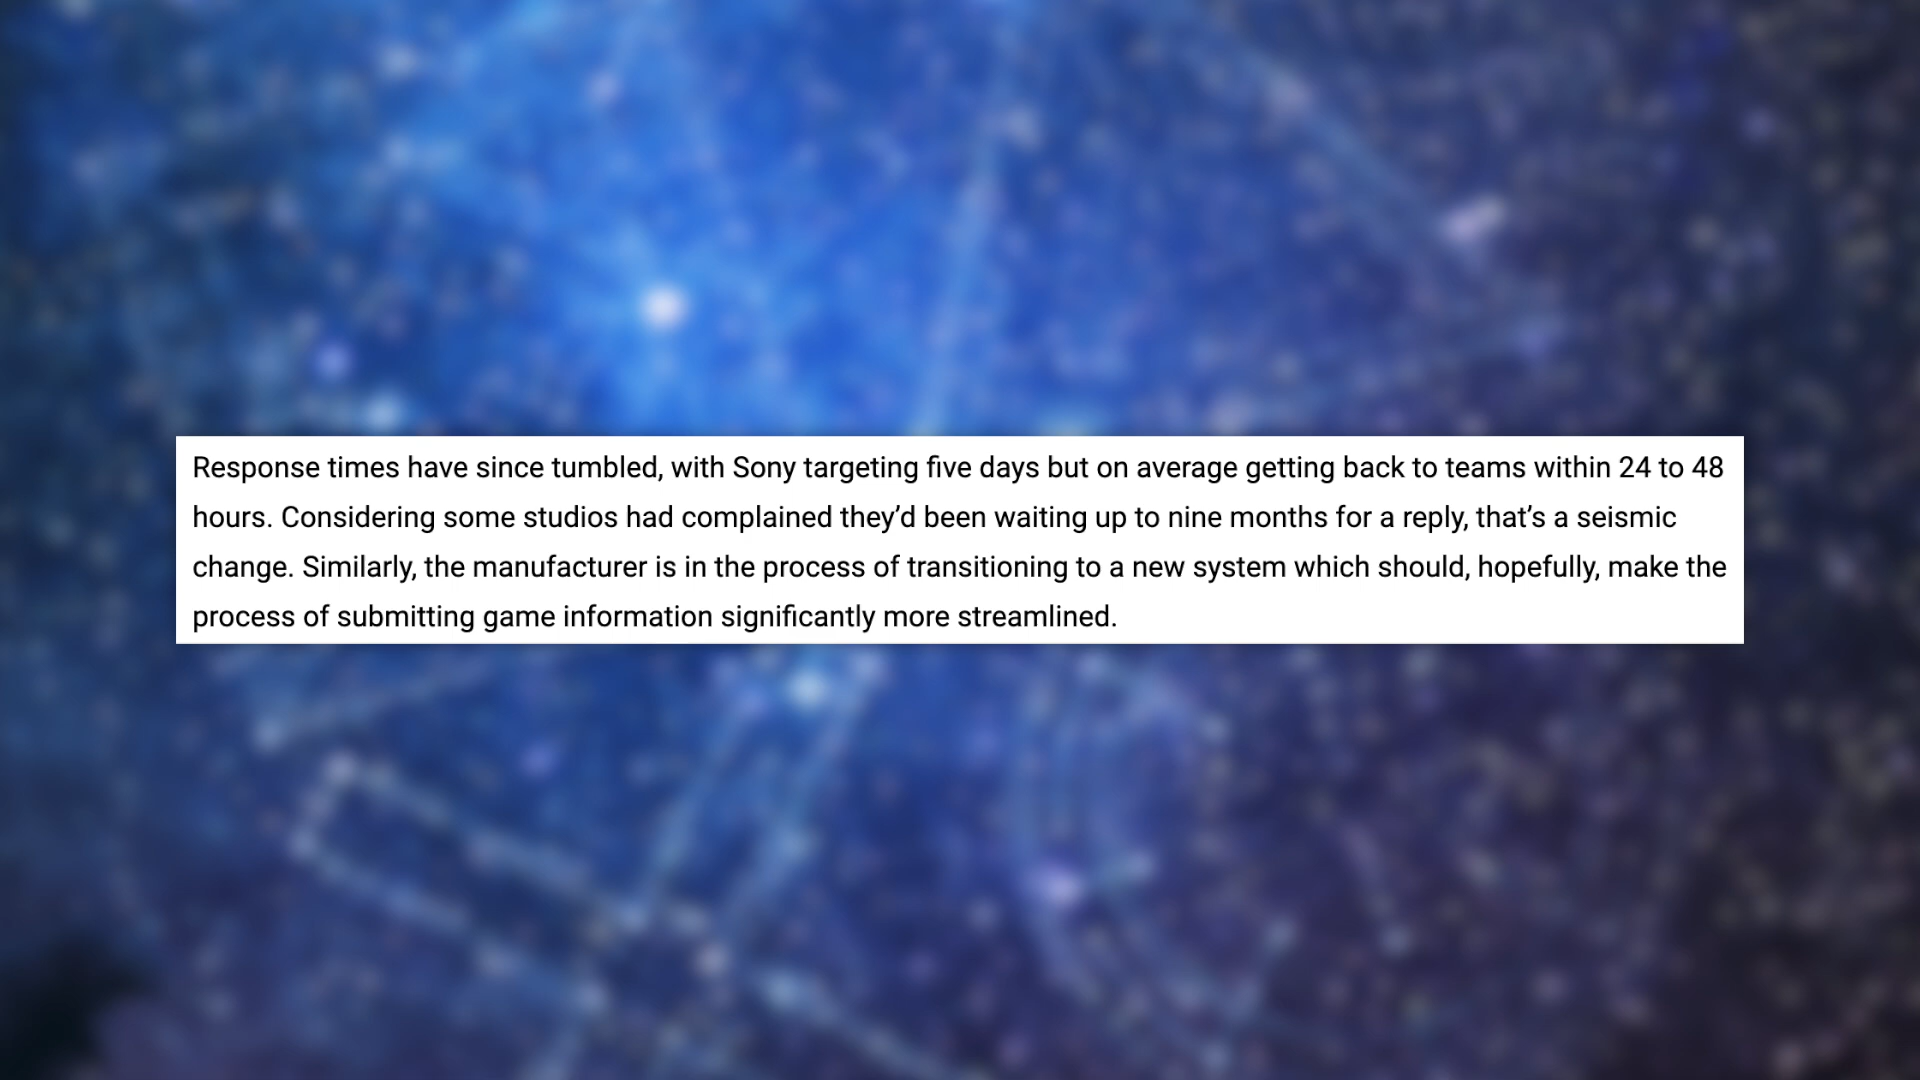 Response times have since tumbled, with Sony targeting five days but on average getting back to teams within 24 to 48
hours. Considering some studios had complained they’d been waiting up to nine months for a reply, that’s a seismic
change. Similarly, the manufacturer is in the process of transitioning to a new system which should, hopefully, make the
process of submitting game information significantly more streamlined.